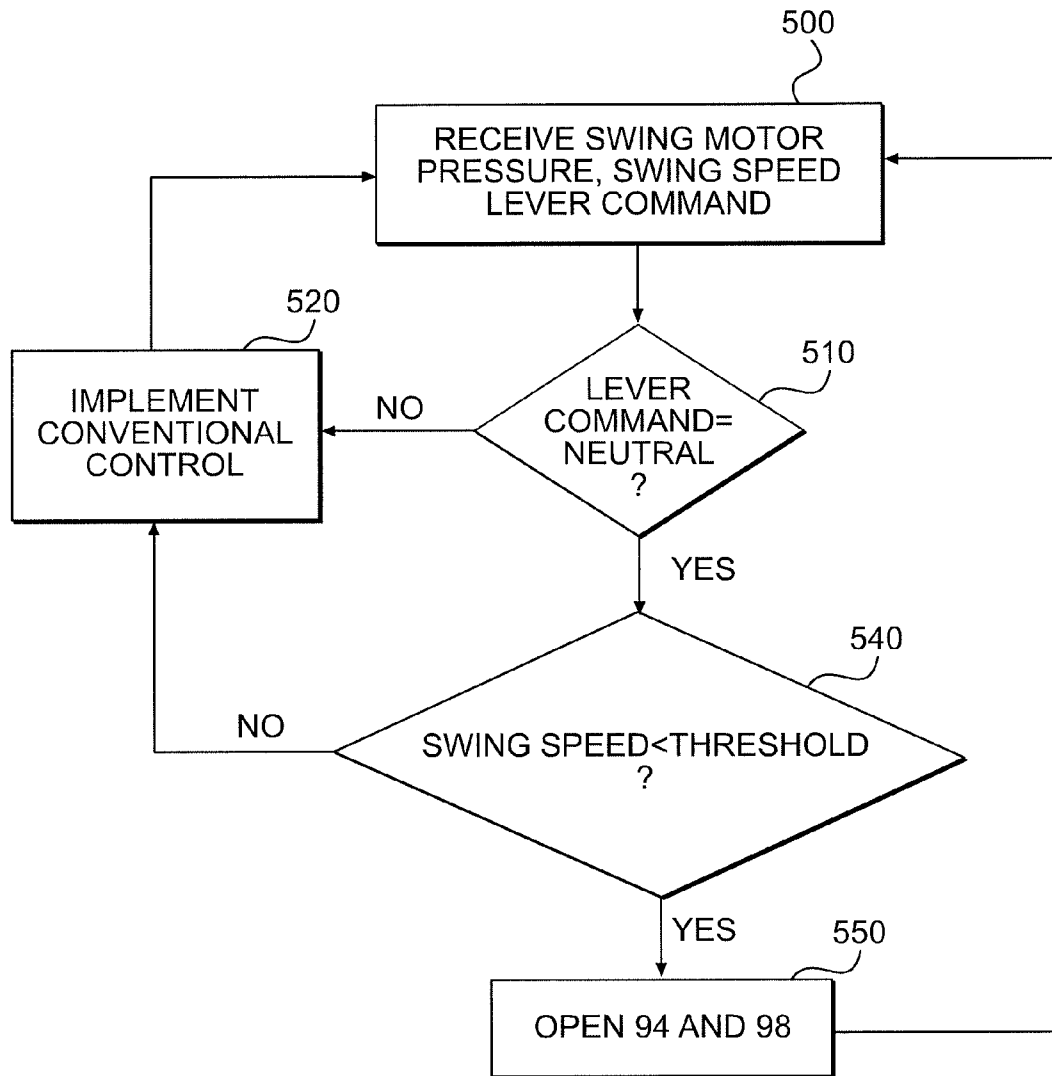 500
RECEIVE SWING MOTOR
PRESSURE, SWING SPEED
LEVER COMMAND
520
IMPLEMENT
CONVENTIONAL
CONTROL
NO
510
LEVER
COMMAND=
NEUTRAL
?
YES
540
NO
SWING SPEED<THRESHOLD
?
YES
550
OPEN 94 AND 98